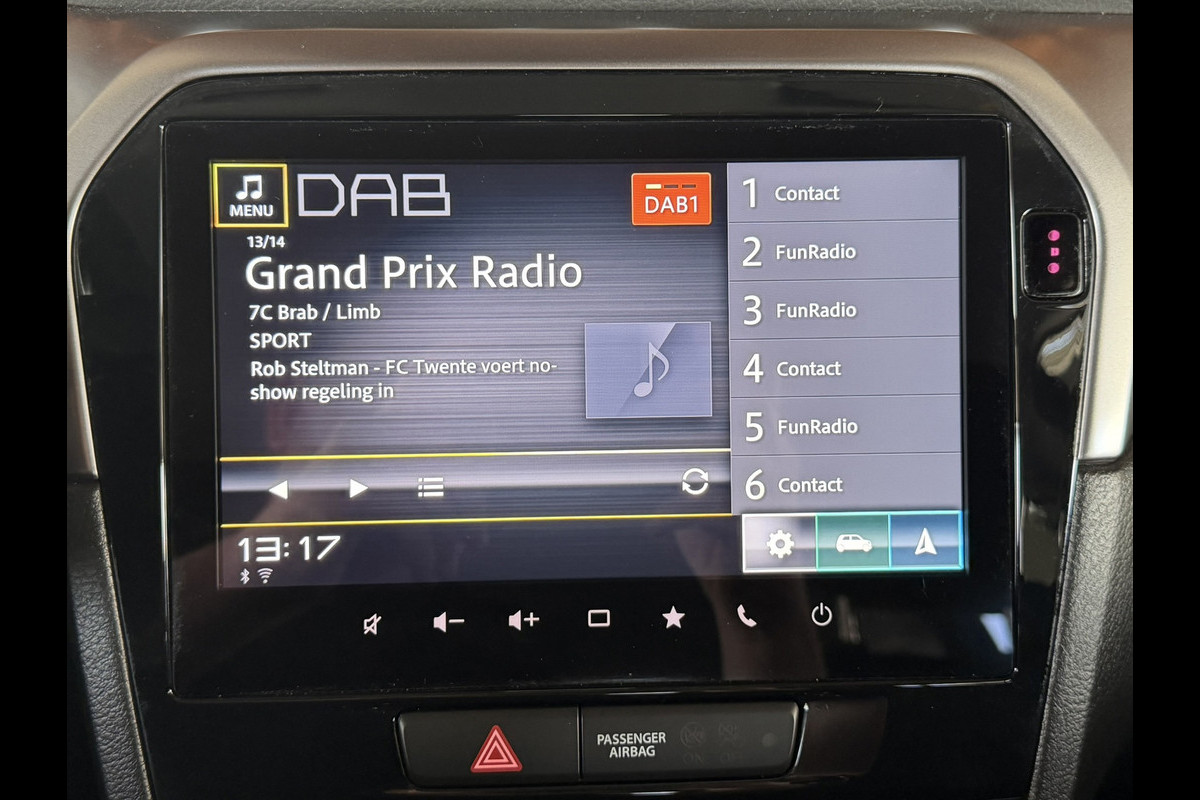 MENU
DAB
DAB1
13/14
Grand Prix Radio
7C Brab / Limb
SPORT
Rob Steltman - FC Twente voert no-
show regeling in
1 Contact
2 FunRadio
3 FunRadio
4 Contact
5 FunRadio
6 Contact
13:17
PASSENGER
AIRBAG